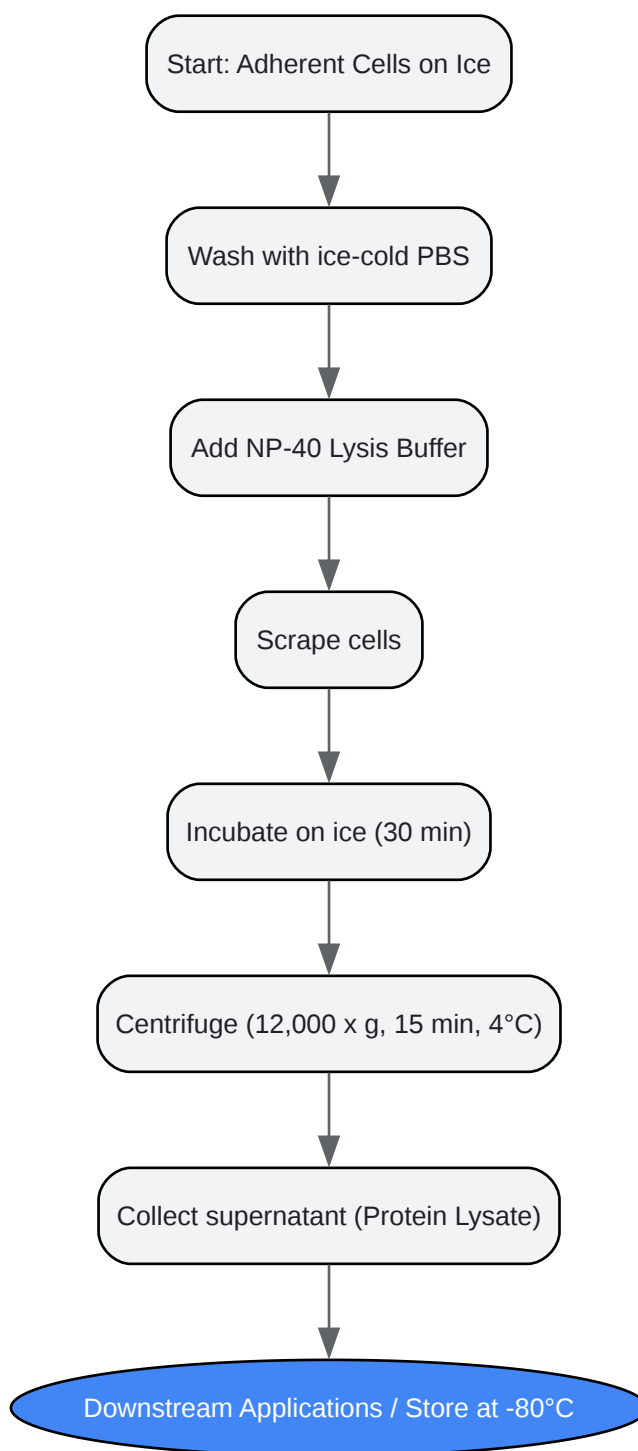 Start: Adherent Cells on Ice
Wash with ice-cold PBS
Add NP-40 Lysis Buffer
Scrape cells
Incubate on ice (30 min)
Centrifuge (12,000 x g, 15 min, 4°C)
Collect supernatant (Protein Lysate)
Downstream Applications / Store at -80°C